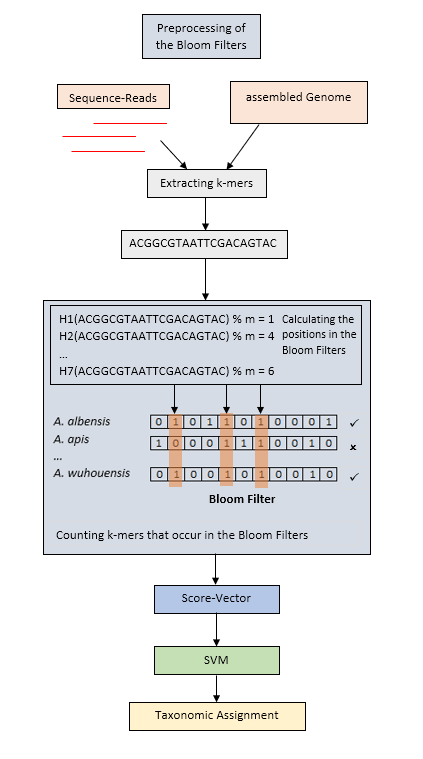 Preprocessing of
the Bloom Filters
Sequence-Reads
assembled Genome
Extracting k-mers
ACGGCGTAATTCGACAGTAC
H1(ACGGCGTAATTCGACAGTAC) % m = 1
H2(ACGGCGTAATTCGACAGTAC) % m = 4
...
H7(ACGGCGTAATTCGACAGTAC) % m = 6
Calculating the
positions in the
Bloom Filters
A. albensis 0 1 0 1 1 0 1 0 0 0 1 ✓
A. apis 1 0 0 0 1 1 1 0 0 1 0 x
...
A. wuhouensis 0 1 0 0 1 0 1 0 0 1 0 ✓
Bloom Filter
Counting k-mers that occur in the Bloom Filters
Score-Vector
SVM
Taxonomic Assignment